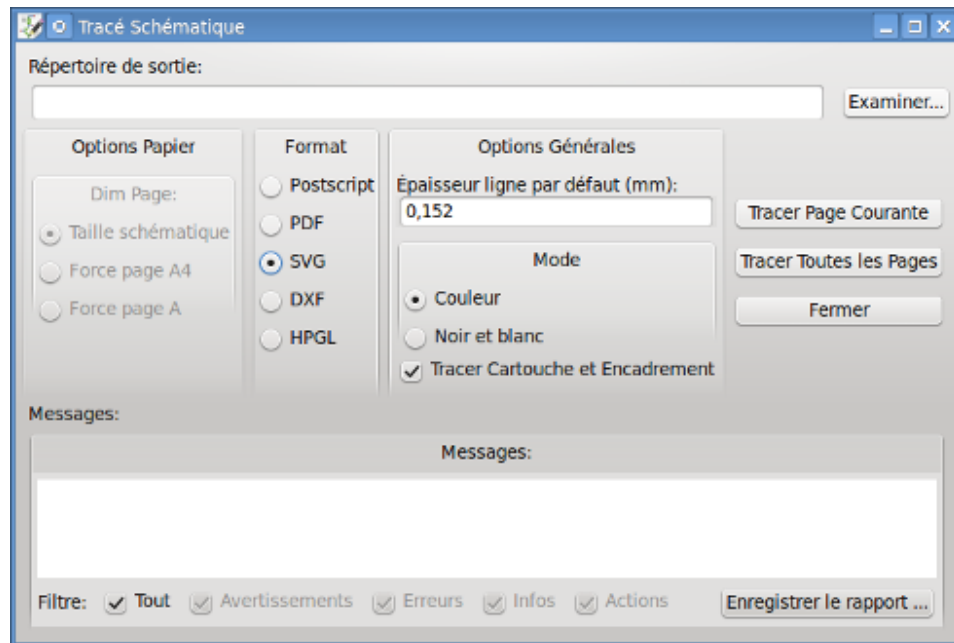 Tracé Schématique
Répertoire de sortie:
Examiner...
Options Papier
Dim Page:
Taille schématique
Force page A4
Force page A
Format
Postscript
PDF
SVG
DXF
HPGL
Options Générales
Épaisseur ligne par défaut (mm):
0,152
Mode
Couleur
Noir et blanc
Tracer Cartouche et Encadrement
Tracer Page Courante
Tracer Toutes les Pages
Fermer
Messages:
Messages:
Filtre: Tout Avertissements Erreurs Infos Actions Enregistrer le rapport ...